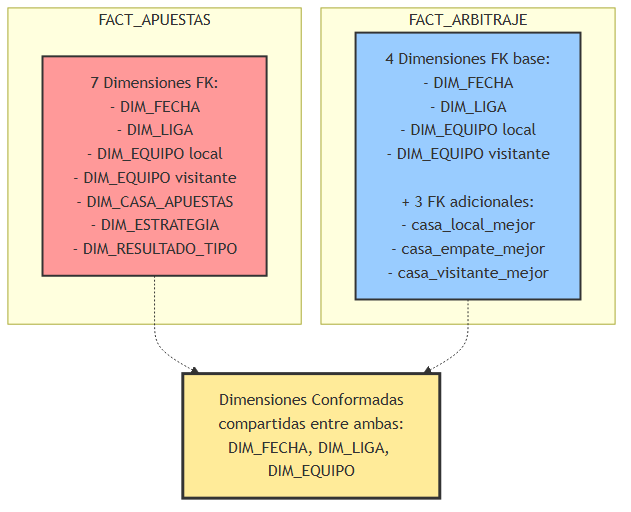 FACT_APUESTAS
7 Dimensiones FK:
- DIM_FECHA
- DIM_LIGA
- DIM_EQUIPO local
- DIM_EQUIPO visitante
- DIM_CASA_APUESTAS
- DIM_ESTRATEGIA
- DIM_RESULTADO_TIPO
FACT_ARBITRAJE
4 Dimensiones FK base:
- DIM_FECHA
- DIM_LIGA
- DIM_EQUIPO local
- DIM_EQUIPO visitante
+ 3 FK adicionales:
- casa_local_mejor
- casa_empate_mejor
- casa_visitante_mejor
Dimensiones Conformadas
compartidas entre ambas:
DIM_FECHA, DIM_LIGA,
DIM_EQUIPO